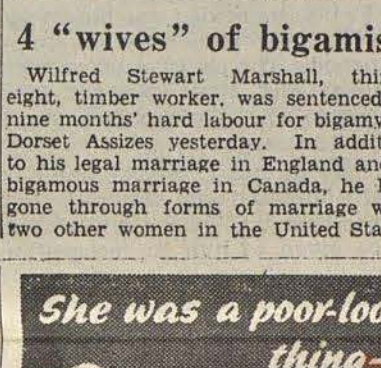 4 "wives" of bigamis
Wilfred Stewart Marshall, thi
eight, timber worker, was sentenced
nine months' hard labour for bigamy
Dorset Assizes yesterday. In addit
to his legal marriage in England and
bigamous marriage in Canada, he h
gone through forms of marriage w
two other women in the United Sta
She was a poor-loo
thing-